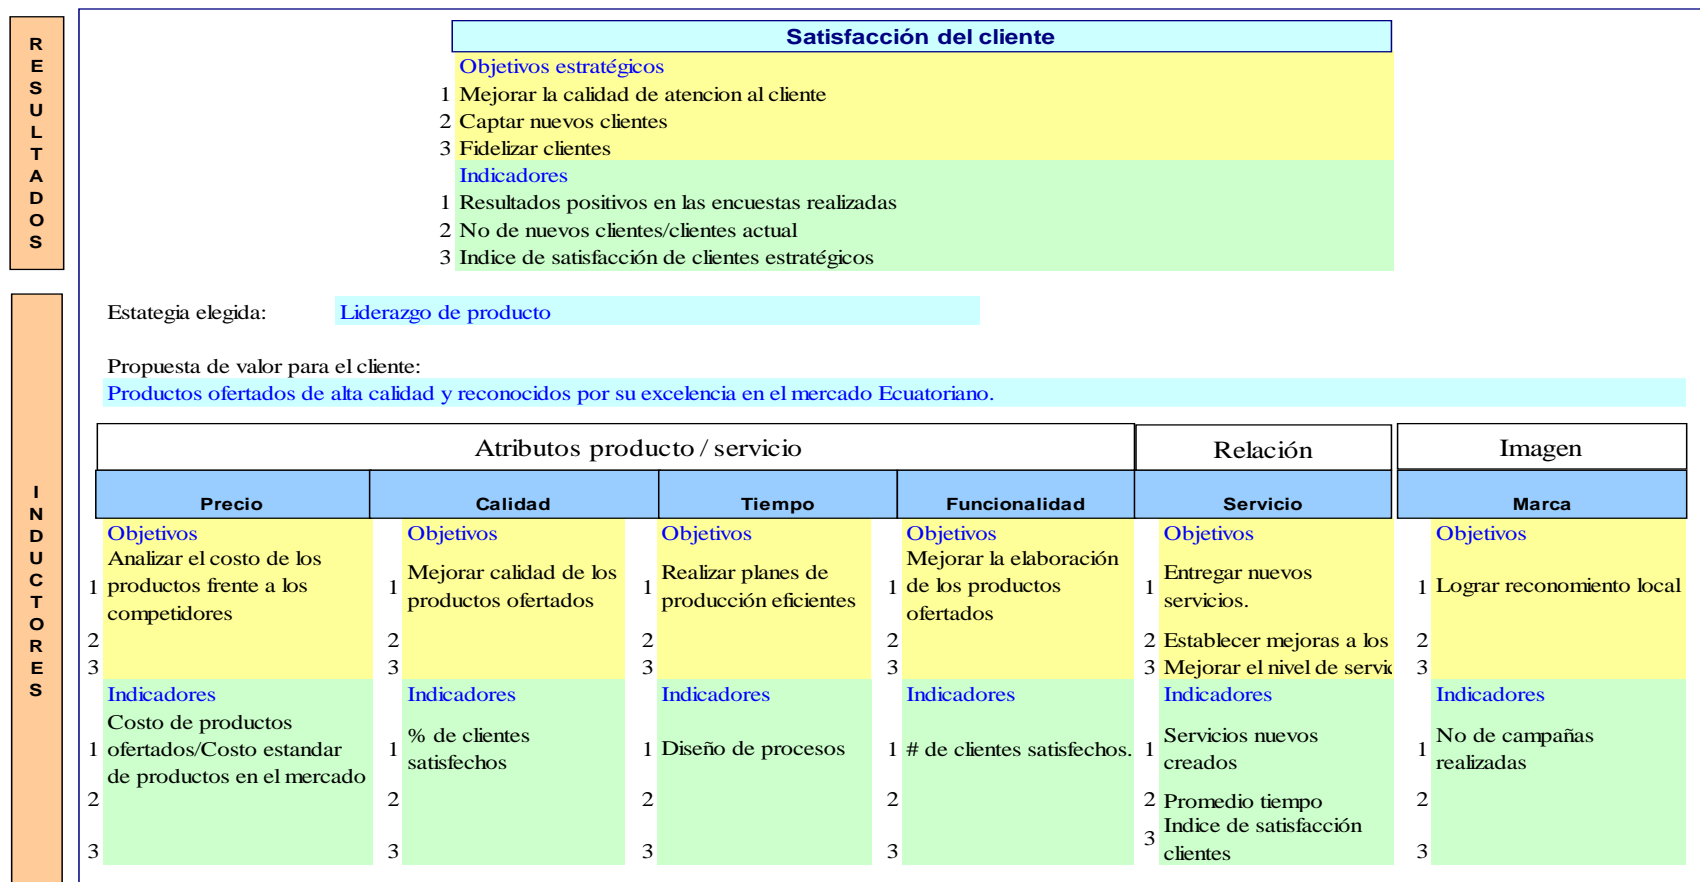 RESULTADOS
Satisfacción del cliente
Objetivos estratégicos
1 Mejorar la calidad de atencion al cliente
2 Captar nuevos clientes
3 Fidelizar clientes
Indicadores
1 Resultados positivos en las encuestas realizadas
2 No de nuevos clientes/clientes actual
3 Indice de satisfacción de clientes estratégicos
INDUCTORES
Estategia elegida: Liderazgo de producto
Propuesta de valor para el cliente:
Productos ofertados de alta calidad y reconocidos por su excelencia en el mercado Ecuatoriano.
Atributos producto / servicio
Relación
Imagen
Precio
Calidad
Tiempo
Funcionalidad
Servicio
Marca
Objetivos
1 Analizar el costo de los
productos frente a los
competidores
2
3
Indicadores
1 Costo de productos
ofertados/Costo estandar
de productos en el mercado
2
3
Objetivos
1 Mejorar calidad de los
productos ofertados
2
3
Indicadores
1 % de clientes
satisfechos
2
3
Objetivos
1 Realizar planes de
producción eficientes
2
3
Indicadores
1 Diseño de procesos
2
3
Objetivos
1 Mejorar la elaboración
de los productos
ofertados
2
3
Indicadores
1 # de clientes satisfechos.
2
3
Objetivos
1 Entregar nuevos
servicios.
2 Establecer mejoras a los
3 Mejorar el nivel de servic
Indicadores
1 Servicios nuevos
creados
2 Promedio tiempo
3 Indice de satisfacción
clientes
Objetivos
1 Lograr reconomiento local
2
3
Indicadores
1 No de campañas
realizadas
2
3